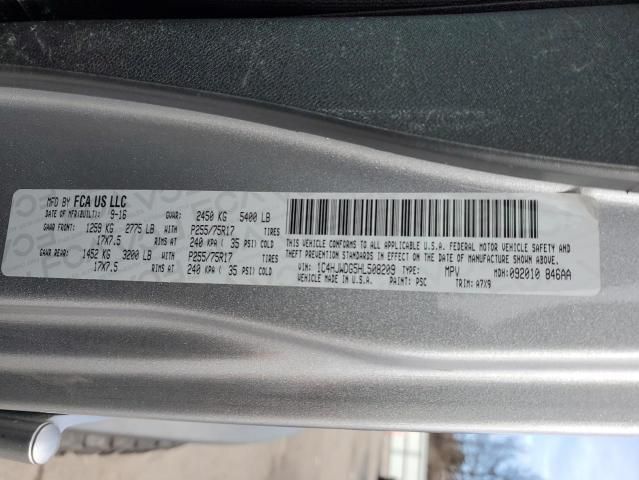 MFD BY FCA US LLC
DATE OF MFR(BUILT): 9-16 GVWR: 2450 KG 5400 LB
GAWR FRONT: 1259 KG 2775 LB WITH P255/75R17 TIRES
17X7.5 RIMS AT 240 KPA ( 35 PSI) COLD
GAWR REAR: 1452 KG 3200 LB WITH P255/75R17 TIRES
17X7.5 RIMS AT 240 KPA ( 35 PSI) COLD
THIS VEHICLE CONFORMS TO ALL APPLICABLE U.S.A. FEDERAL MOTOR VEHICLE SAFETY AND
THEFT PREVENTION STANDARDS IN EFFECT ON THE DATE OF MANUFACTURE SHOWN ABOVE.
VIN: 1C4HJWDG5HL508209 TYPE: MPV MDH: 092010 846AA
VEHICLE MADE IN U.S.A. PAINT: PSC TRIM: A7X9